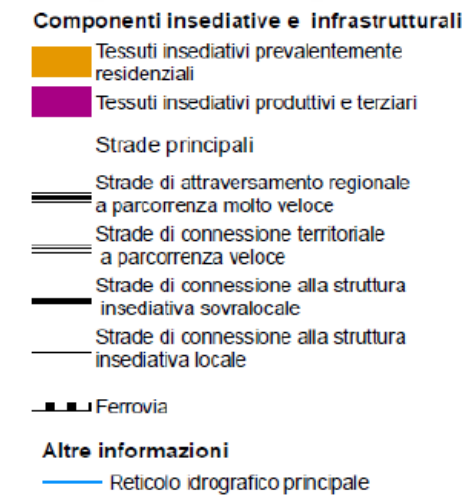 Componenti insediative e infrastrutturali
Tessuti insediativi prevalentemente
residenziali
Tessuti insediativi produttivi e terziari
Strade principali
Strade di attraversamento regionale
a parcorrenza molto veloce
Strade di connessione territoriale
a parcorrenza veloce
Strade di connessione alla struttura
insediativa sovralocale
Strade di connessione alla struttura
insediativa locale
Ferrovia
Altre informazioni
Reticolo idrografico principale